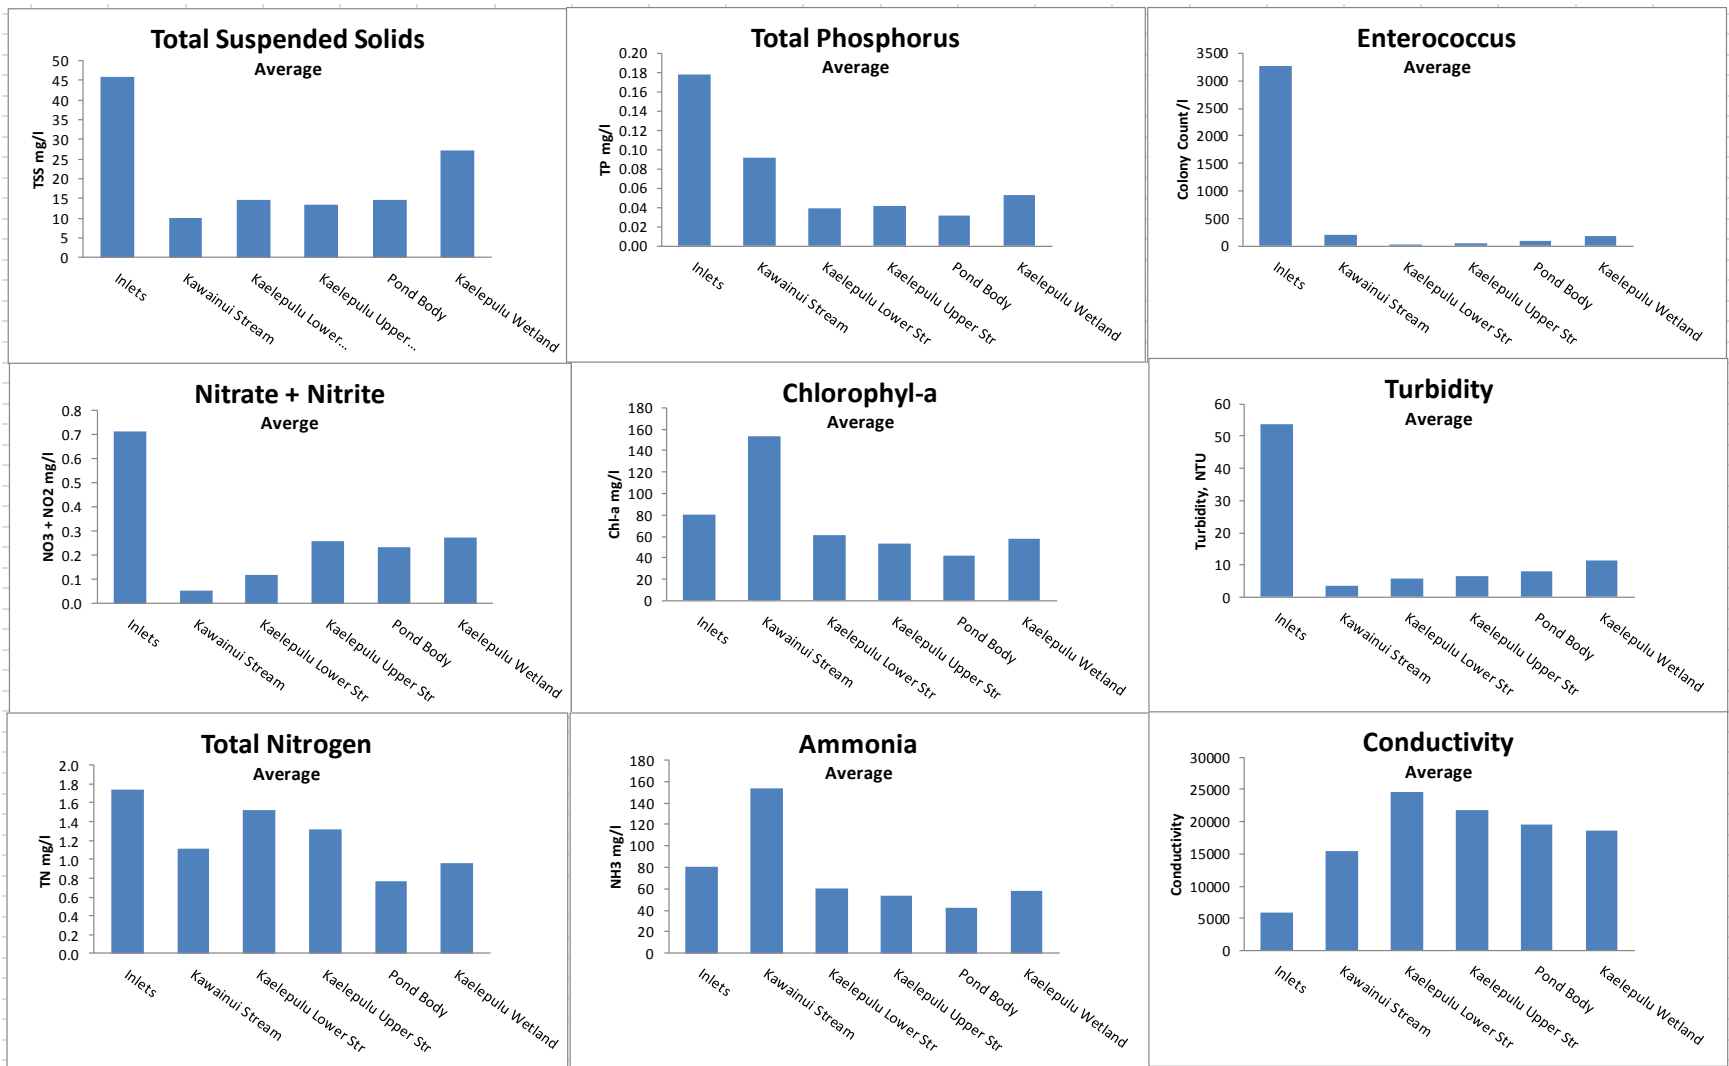 Total Suspended Solids
Average
TSS mg/l
50
45
40
35
30
25
20
15
10
5
0
Inlets
Kawainui Stream
Kaelepulu Lower...
Kaelepulu Upper...
Pond Body
Kaelepulu Wetland
Total Phosphorus
Average
TP mg/l
0.20
0.18
0.16
0.14
0.12
0.10
0.08
0.06
0.04
0.02
0.00
Inlets
Kawainui Stream
Kaelepulu Lower Str
Kaelepulu Upper Str
Pond Body
Kaelepulu Wetland
Enterococcus
Average
Colony Count/l
3500
3000
2500
2000
1500
1000
500
0
Inlets
Kawainui Stream
Kaelepulu Lower Str
Kaelepulu Upper Str
Pond Body
Kaelepulu Wetland
Nitrate + Nitrite
Averge
NO3 + NO2 mg/l
0.8
0.7
0.6
0.5
0.4
0.3
0.2
0.1
0.0
Inlets
Kawainui Stream
Kaelepulu Lower Str
Kaelepulu Upper Str
Pond Body
Kaelepulu Wetland
Chlorophyl-a
Average
Chl-a mg/l
180
160
140
120
100
80
60
40
20
0
Inlets
Kawainui Stream
Kaelepulu Lower Str
Kaelepulu Upper Str
Pond Body
Kaelepulu Wetland
Turbidity
Average
Turbidity, NTU
60
50
40
30
20
10
0
Inlets
Kawainui Stream
Kaelepulu Lower Str
Kaelepulu Upper Str
Pond Body
Kaelepulu Wetland
Total Nitrogen
Average
TN mg/l
2.0
1.8
1.6
1.4
1.2
1.0
0.8
0.6
0.4
0.2
0.0
Inlets
Kawainui Stream
Kaelepulu Lower Str
Kaelepulu Upper Str
Pond Body
Kaelepulu Wetland
Ammonia
Average
NH3 mg/l
180
160
140
120
100
80
60
40
20
0
Inlets
Kawainui Stream
Kaelepulu Lower Str
Kaelepulu Upper Str
Pond Body
Kaelepulu Wetland
Conductivity
Average
Conductivity
30000
25000
20000
15000
10000
5000
0
Inlets
Kawainui Stream
Kaelepulu Lower Str
Kaelepulu Upper Str
Pond Body
Kaelepulu Wetland